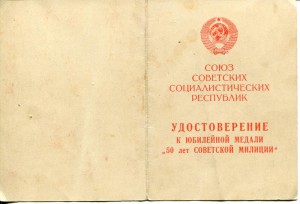 СОЮЗ
СОВЕТСКИХ
СОЦИАЛИСТИЧЕСКИХ
РЕСПУБЛИК
УДОСТОВЕРЕНИЕ
К ЮБИЛЕЙНОЙ МЕДАЛИ
„50 лет СОВЕТСКОЙ МИЛИЦИИ“